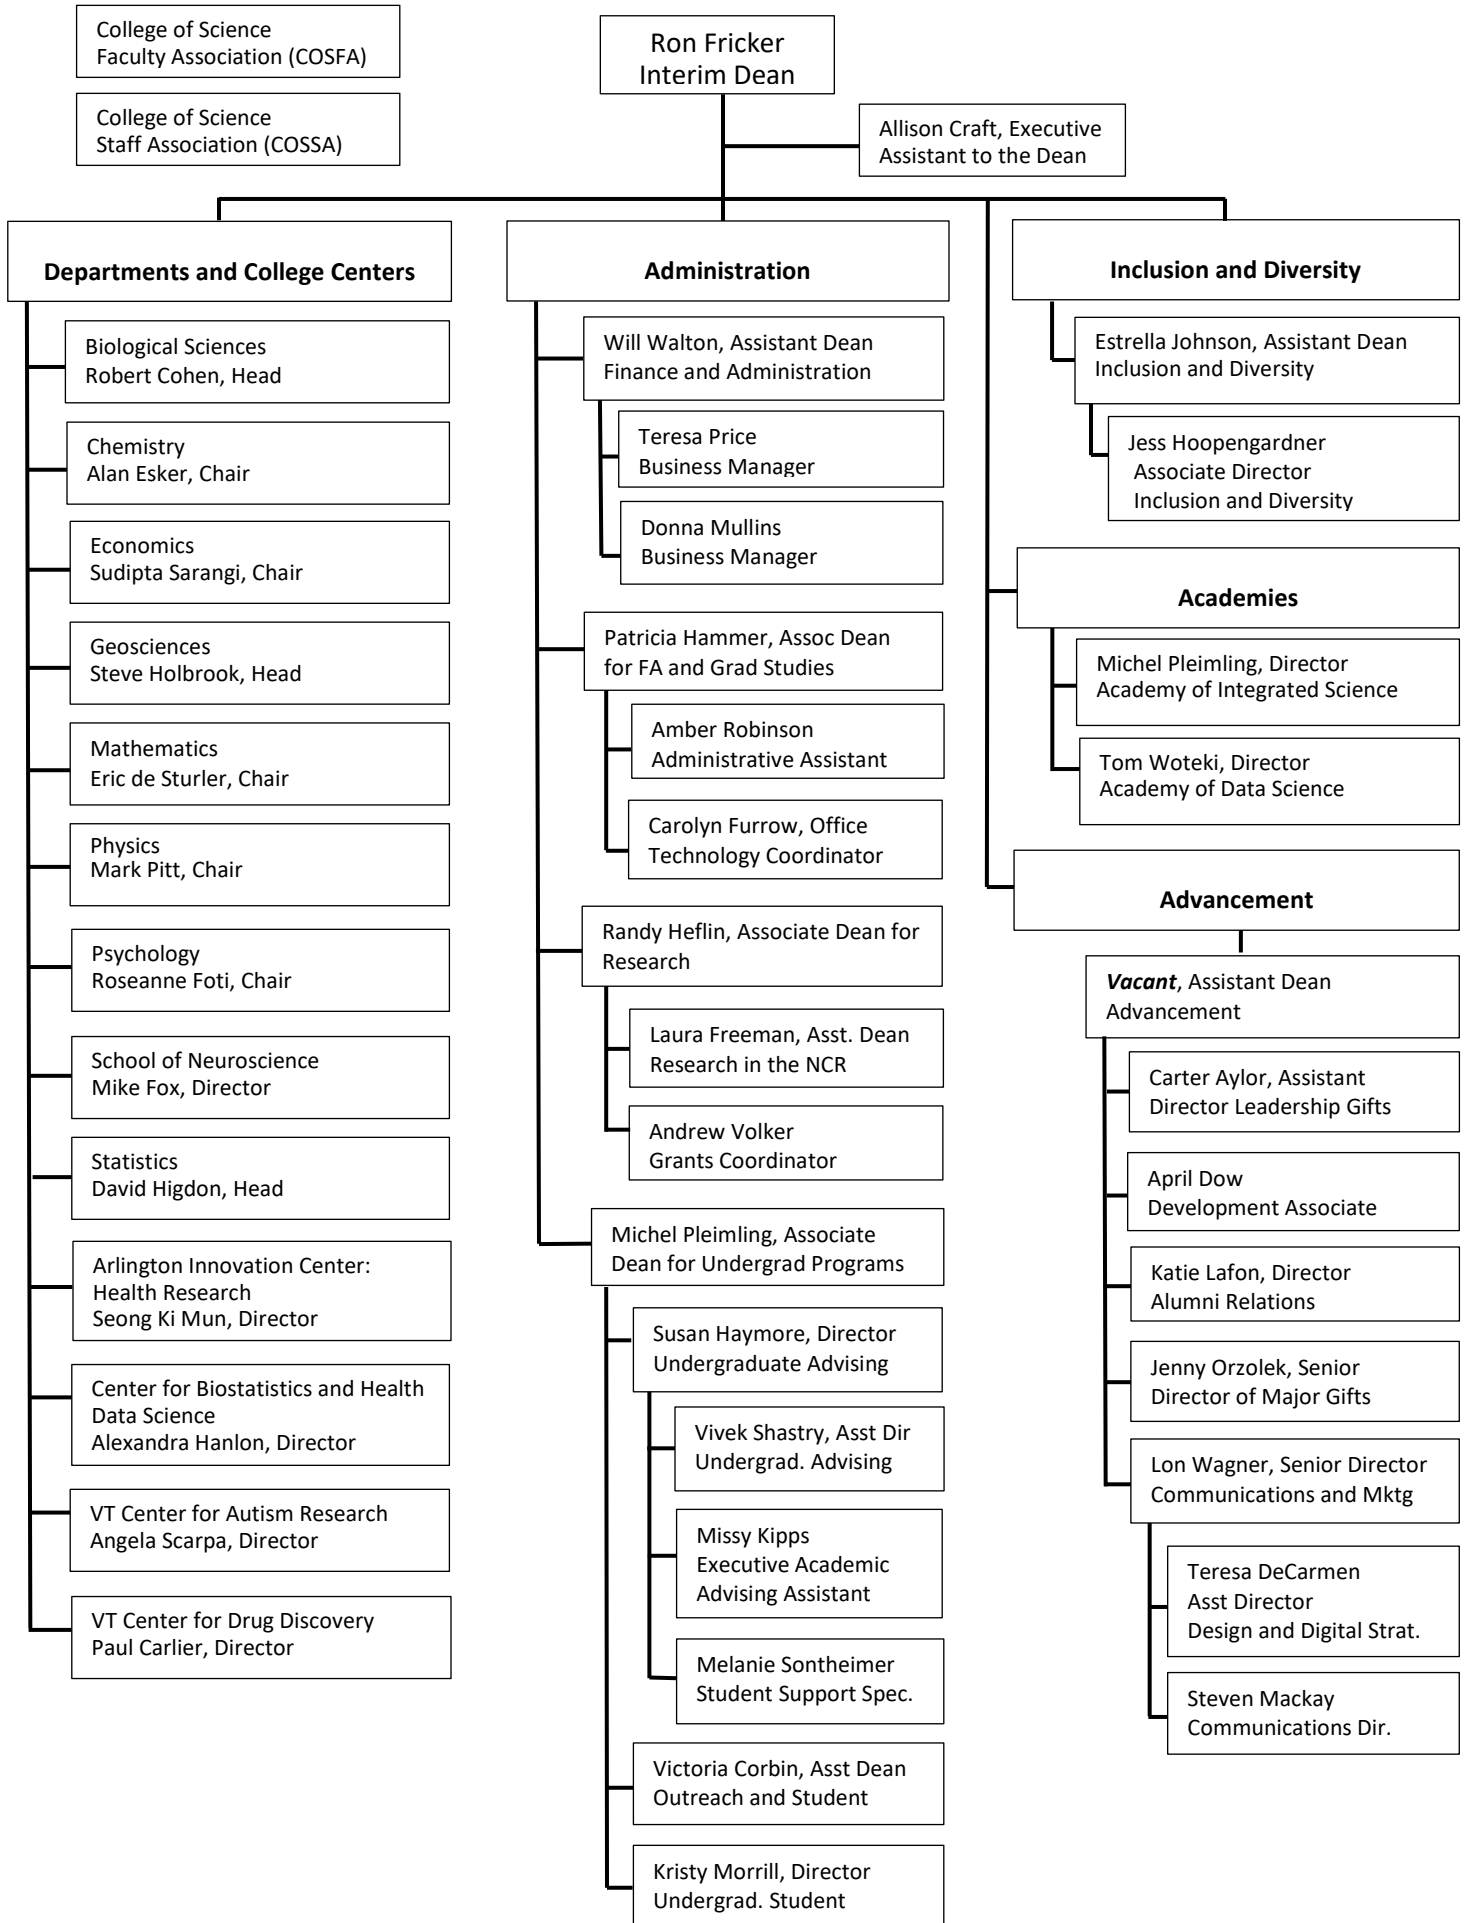 College of Science
Faculty Association (COSFA)
College of Science
Staff Association (COSSA)
Ron Fricker
Interim Dean
Allison Craft, Executive
Assistant to the Dean
Departments and College Centers
Biological Sciences
Robert Cohen, Head
Chemistry
Alan Esker, Chair
Economics
Sudipta Sarangi, Chair
Geosciences
Steve Holbrook, Head
Mathematics
Eric de Sturler, Chair
Physics
Mark Pitt, Chair
Psychology
Roseanne Foti, Chair
School of Neuroscience
Mike Fox, Director
Statistics
David Higdon, Head
Arlington Innovation Center:
Health Research
Seong Ki Mun, Director
Center for Biostatistics and Health
Data Science
Alexandra Hanlon, Director
VT Center for Autism Research
Angela Scarpa, Director
VT Center for Drug Discovery
Paul Carlier, Director
Administration
Will Walton, Assistant Dean
Finance and Administration
Teresa Price
Business Manager
Donna Mullins
Business Manager
Patricia Hammer, Assoc Dean
for FA and Grad Studies
Amber Robinson
Administrative Assistant
Carolyn Furrow, Office
Technology Coordinator
Randy Heflin, Associate Dean for
Research
Laura Freeman, Asst. Dean
Research in the NCR
Andrew Volker
Grants Coordinator
Michel Pleimling, Associate
Dean for Undergrad Programs
Susan Haymore, Director
Undergraduate Advising
Vivek Shastry, Asst Dir
Undergrad. Advising
Missy Kipps
Executive Academic
Advising Assistant
Melanie Sontheimer
Student Support Spec.
Victoria Corbin, Asst Dean
Outreach and Student
Kristy Morrill, Director
Undergrad. Student
Inclusion and Diversity
Estrella Johnson, Assistant Dean
Inclusion and Diversity
Jess Hoopengardner
Associate Director
Inclusion and Diversity
Academies
Michel Pleimling, Director
Academy of Integrated Science
Tom Woteki, Director
Academy of Data Science
Advancement
Vacant, Assistant Dean
Advancement
Carter Aylor, Assistant
Director Leadership Gifts
April Dow
Development Associate
Katie Lafon, Director
Alumni Relations
Jenny Orzolek, Senior
Director of Major Gifts
Lon Wagner, Senior Director
Communications and Mktg
Teresa DeCarmen
Asst Director
Design and Digital Strat.
Steven Mackay
Communications Dir.